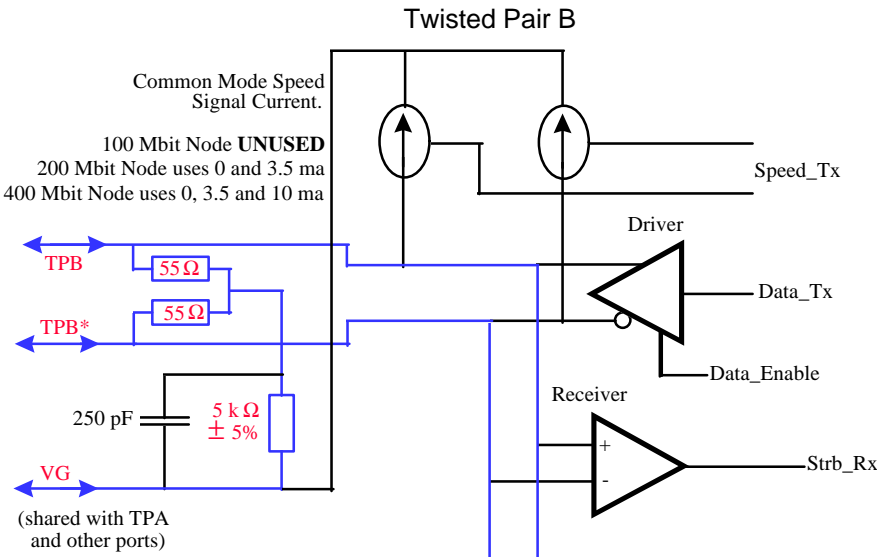 Twisted Pair B
Common Mode Speed
Signal Current.
100 Mbit Node UNUSED
200 Mbit Node uses 0 and 3.5 ma
400 Mbit Node uses 0, 3.5 and 10 ma
Speed_Tx
Driver
TPB
55 Ω
Data_Tx
55 Ω
TPB*
Data_Enable
Receiver
250 pF
5 k Ω
± 5%
+
-
Strb_Rx
VG
(shared with TPA
and other ports)